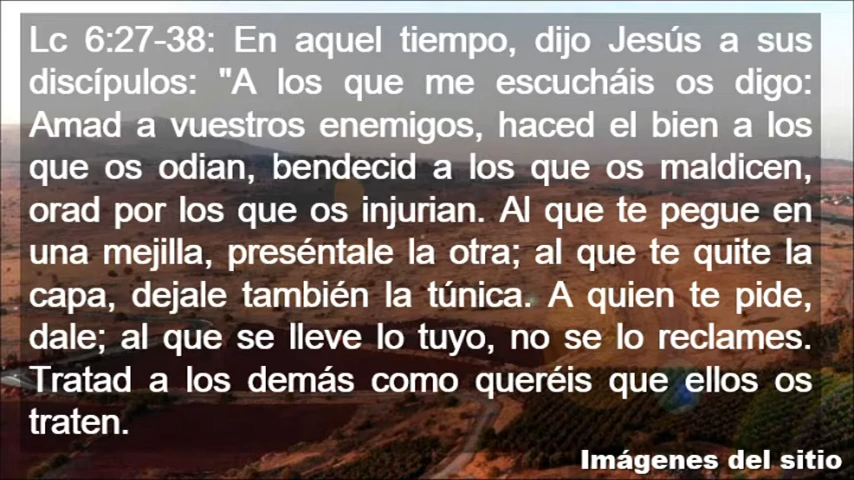 Lc 6:27-38: En aquel tiempo, dijo Jesús a sus
discípulos: "A los que me escucháis os digo:
Amad a vuestros enemigos, haced el bien a los
que os odian, bendecid a los que os maldicen,
orad por los que os injurian. Al que te pegue en
una mejilla, preséntale la otra; al que te quite la
capa, dejale también la túnica. A quien te pide,
dale; al que se lleve lo tuyo, no se lo reclames.
Tratad a los demás como queréis que ellos os
traten.
Imágenes del sitio